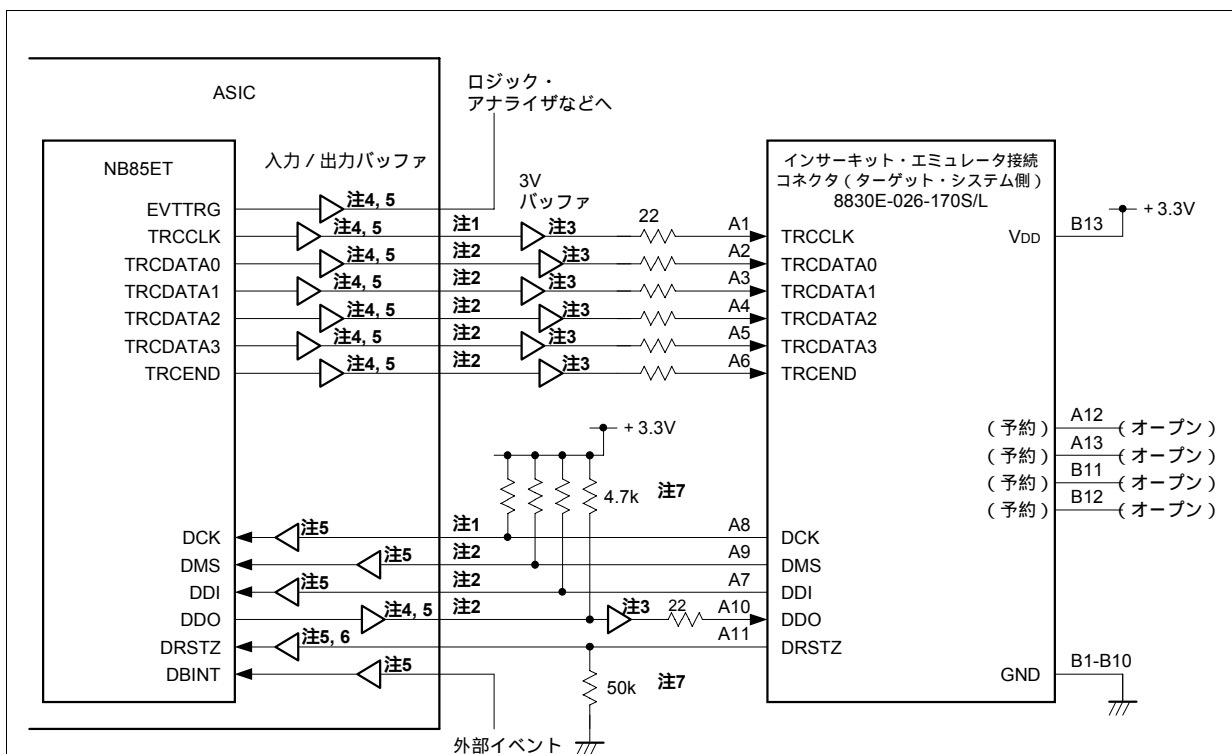 ロジック・
アナライザなどへ
ASIC
NB85ET
入力／出力バッファ
3V
バッファ
インサーキット・エミュレータ接続
コネクタ（ターゲット・システム側）
8830E-026-170S/L
EVTTRG 注4, 5
TRCCLK 注4, 5 注1 注3 22 A1 TRCCLK
TRCDATA0 注4, 5 注2 注3 A2 TRCDATA0
TRCDATA1 注4, 5 注2 注3 A3 TRCDATA1
TRCDATA2 注4, 5 注2 注3 A4 TRCDATA2
TRCDATA3 注4, 5 注2 注3 A5 TRCDATA3
TRCEND 注4, 5 注2 注3 A6 TRCEND
VDD B13 +3.3V
（予約） A12 （オープン）
（予約） A13 （オープン）
（予約） B11 （オープン）
（予約） B12 （オープン）
+3.3V
4.7k 注7
DCK 注5 注1 A8 DCK
DMS 注5 注2 A9 DMS
DDI 注5 注2 A7 DDI
DDO 注4, 5 注2 注3 22 A10 DDO
DRSTZ 注5, 6 A11 DRSTZ
DBINT 注5
50k 注7
GND B1-B10
外部イベント